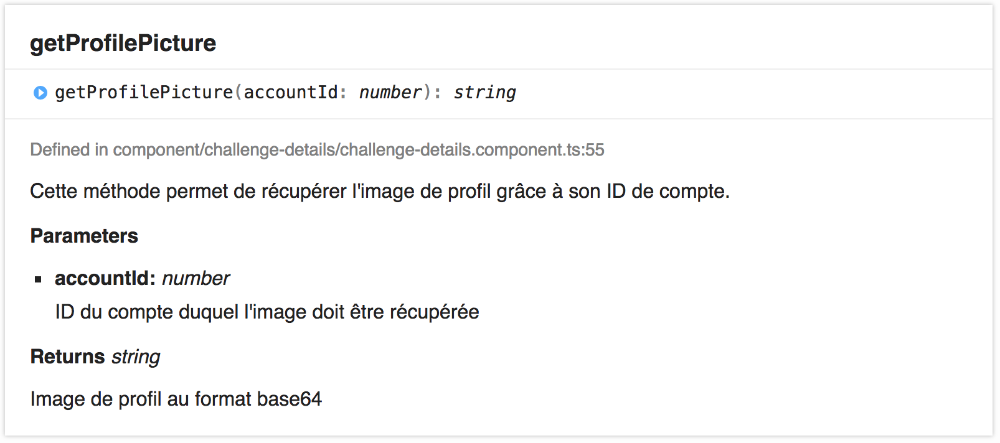 getProfilePicture
getProfilePicture(accountId: number): string
Defined in component/challenge-details/challenge-details.component.ts:55
Cette méthode permet de récupérer l'image de profil grâce à son ID de compte.
Parameters
accountId: number
ID du compte duquel l'image doit être récupérée
Returns string
Image de profil au format base64